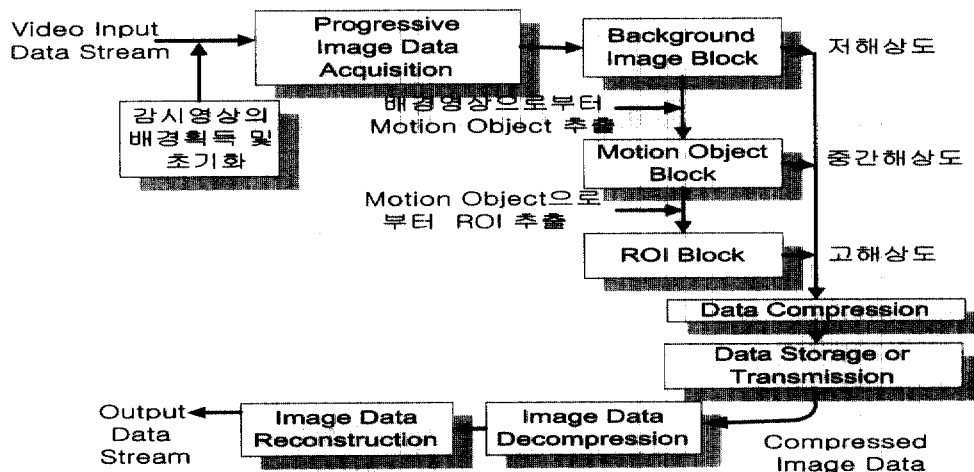 Video Input
Data Stream
Progressive
Image Data
Acquisition
Background
Image Block
저해상도
감시영상의
배경획득 및
초기화
배경영상으로부터
Motion Object 추출
Motion Object
Block
중간해상도
Motion Object으로
부터 ROI 추출
ROI Block
고해상도
Data Compression
Data Storage or
Transmission
Output
Data
Stream
Image Data
Reconstruction
Image Data
Decompression
Compressed
Image Data